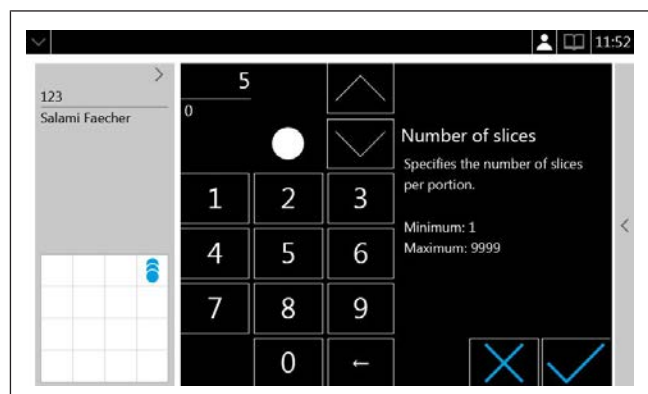 11:52
123
Salami Faecher
5
0
1 2 3
4 5 6
7 8 9
0 ←
Number of slices
Specifies the number of slices
per portion.
Minimum: 1
Maximum: 9999